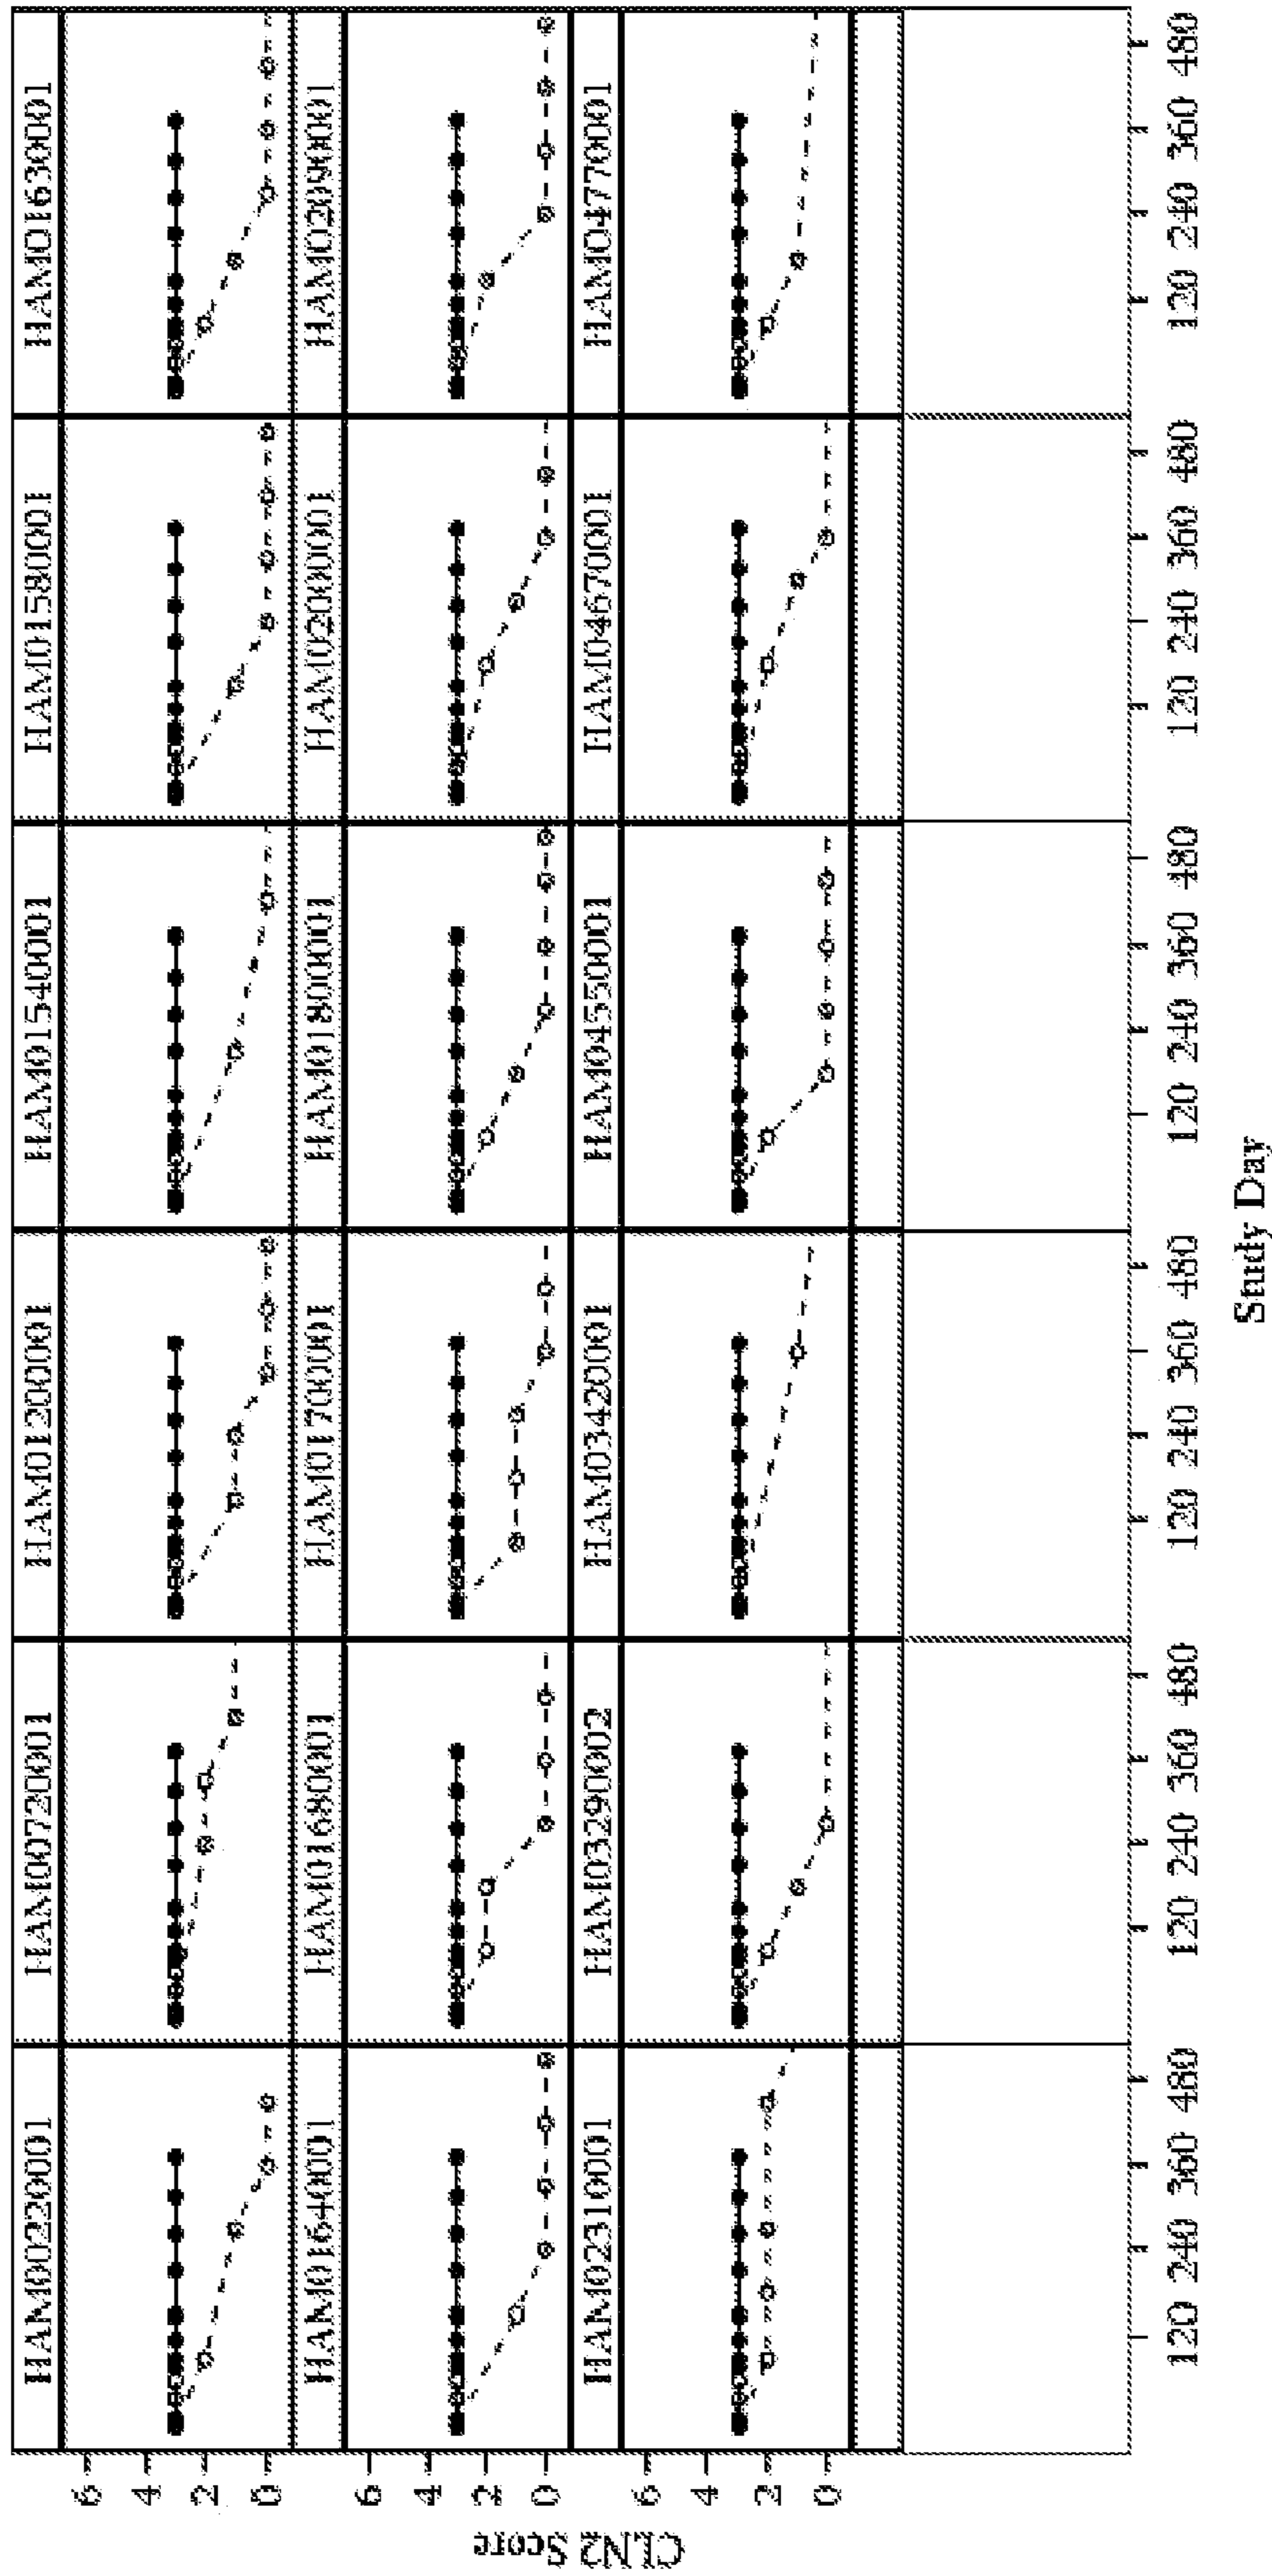 HAM00220001 HAM00720001 HAM01200001 HAM01540001 HAM01580001 HAM01630001
HAM01640001 HAM01680001 HAM01700001 HAM01800001 HAM02000001 HAM02090001
HAM02310001 HAM03290002 HAM03420001 HAM04550001 HAM04670001 HAM04770001
CLN2 Score
6
4
2
0
6
4
2
0
6
4
2
0
120 240 360 480 120 240 360 480 120 240 360 480 120 240 360 480 120 240 360 480 120 240 360 480
Study Day